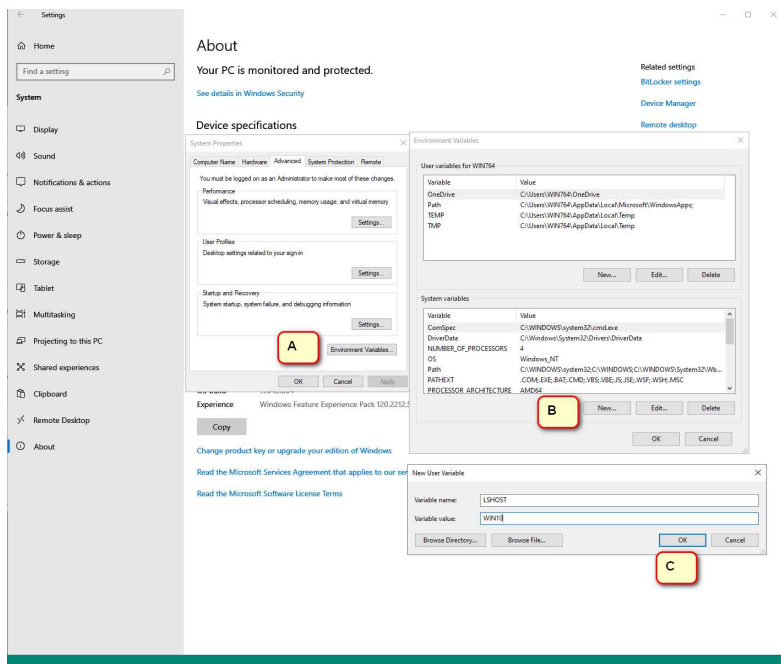 Settings
Home
Find a setting
System
Display
Sound
Notifications & actions
Focus assist
Power & sleep
Storage
Tablet
Multitasking
Projecting to this PC
Shared experiences
Clipboard
Remote Desktop
About
About
Your PC is monitored and protected.
See details in Windows Security
Device specifications
Related settings
BitLocker settings
Device Manager
Remote desktop
System Properties
Computer Name Hardware Advanced System Protection Remote
You must be logged on as an Administrator to make most of these changes.
Performance
Visual effects, processor scheduling, memory usage, and virtual memory
Settings...
User Profiles
Desktop settings related to your sign-in
Settings...
Startup and Recovery
System startup, system failure, and debugging information
Settings...
A
Environment Variables...
OK Cancel Apply
Experience Windows Feature Experience Pack 120.2212.
Copy
Change product key or upgrade your edition of Windows
Read the Microsoft Services Agreement that applies to our ser
Read the Microsoft Software License Terms
Environment Variables
User variables for WIN764
Variable Value
OneDrive C:\Users\WIN764\OneDrive
Path C:\Users\WIN764\AppData\Local\Microsoft\WindowsApps;
TEMP C:\Users\WIN764\AppData\Local\Temp
TMP C:\Users\WIN764\AppData\Local\Temp
New... Edit... Delete
System variables
Variable Value
ComSpec C:\WINDOWS\system32\cmd.exe
DriverData C:\Windows\System32\Drivers\DriverData
NUMBER_OF_PROCESSORS 4
OS Windows_NT
Path C:\WINDOWS\system32;C:\WINDOWS;C:\WINDOWS\System32\Wb...
PATHEXT .COM;.EXE;.BAT;.CMD;.VBS;.VBE;.JS;.JSE;.WSF;.WSH;.MSC
PROCESSOR_ARCHITECTURE AMD64
B
New... Edit... Delete
OK Cancel
New User Variable
Variable name: LSHOST
Variable value: WIN10
Browse Directory... Browse File... OK Cancel
C